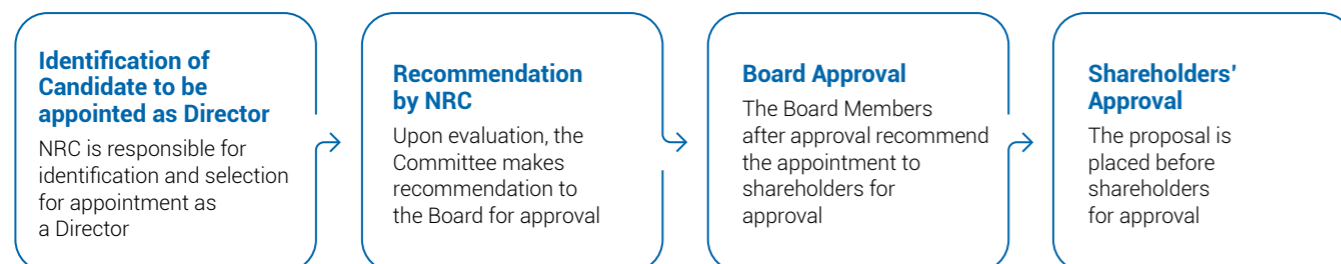 Identification of
Candidate to be
appointed as Director
NRC is responsible for
identification and selection
for appointment as
a Director
Recommendation
by NRC
Upon evaluation, the
Committee makes
recommendation to
the Board for approval
Board Approval
The Board Members
after approval recommend
the appointment to
shareholders for
approval
Shareholders'
Approval
The proposal is
placed before
shareholders
for approval